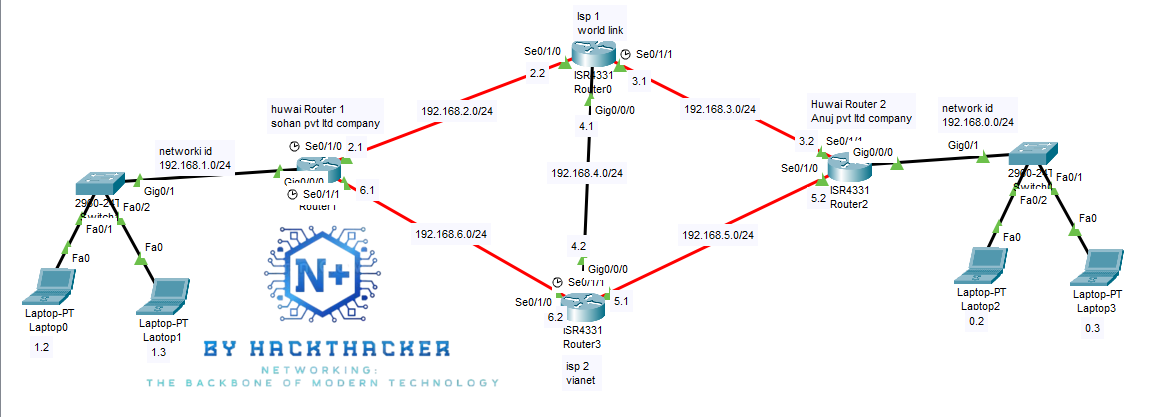 Isp 1
world link
Se0/1/0
Se0/1/1
2.2
ISR4331
Router0
3.1
Gig0/0/0
4.1
huwai Router 1
sohan pvt ltd company
192.168.2.0/24
192.168.3.0/24
Huwai Router 2
Anuj pvt ltd company
network id
192.168.0.0/24
Se0/1/0
2.1
networki id
192.168.1.0/24
Gig0/1
Gig0/0/0
Se0/1/1
Router1
6.1
192.168.4.0/24
3.2
Se0/1/1
Gig0/0/0
Gig0/1
Se0/1/0
5.2
ISR4331
Router2
2960-24T
Switch
Fa0/2
Fa0/1
Fa0
Fa0
2960-24T
Switch
Fa0/1
Fa0/2
Fa0
Fa0
192.168.6.0/24
192.168.5.0/24
4.2
Gig0/0/0
Se0/1/1
Se0/1/0
5.1
6.2
ISR4331
Router3
isp 2
vianet
Laptop-PT
Laptop0
1.2
Laptop-PT
Laptop1
1.3
Laptop-PT
Laptop2
0.2
Laptop-PT
Laptop3
0.3
N+
BY HACKTHACKER
NETWORKING:
THE BACKBONE OF MODERN TECHNOLOGY